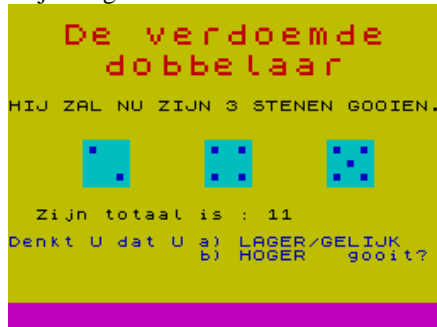 De verdoemde
dobbelaar
HIJ ZAL NU ZIJN 3 STENEN GOOIEN.
Zijn totaal is : 11
Denkt U dat U a) LAGER/GELIJK
b) HOGER gooit?